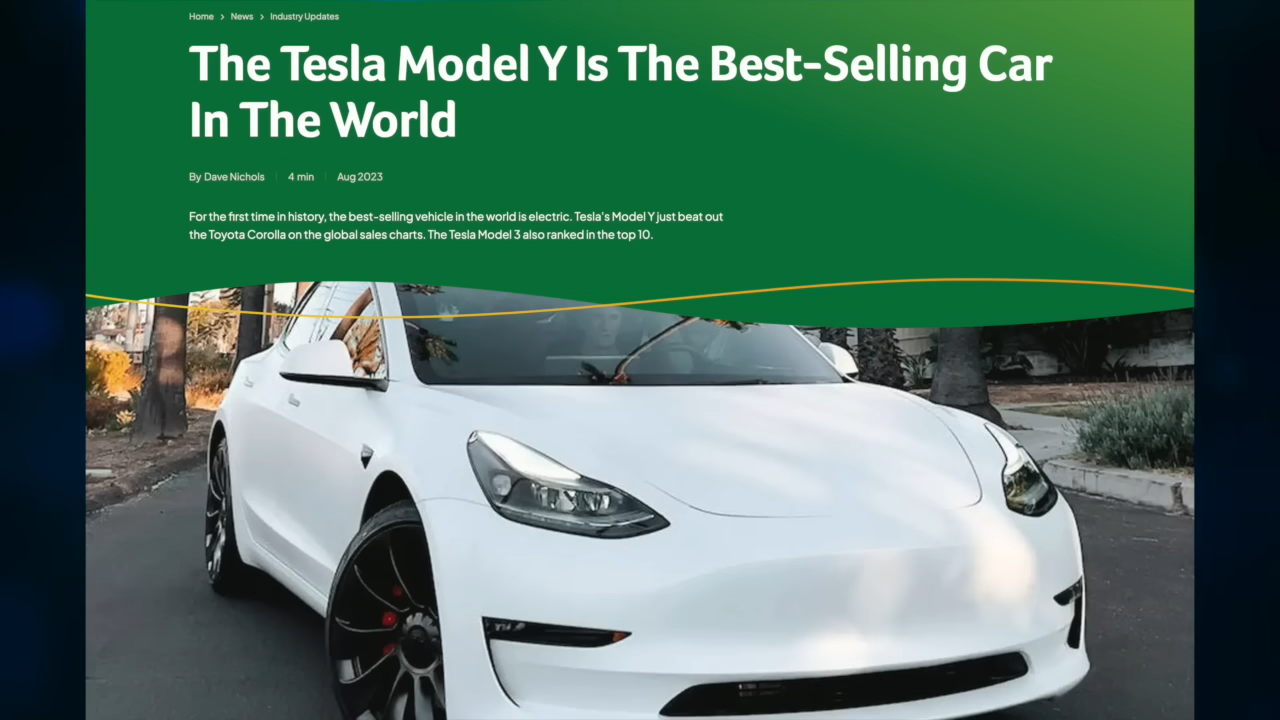 Home > News > Industry Updates
The Tesla Model Y Is The Best-Selling Car
In The World
By Dave Nichols | 4 min | Aug 2023
For the first time in history, the best-selling vehicle in the world is electric. Tesla's Model Y just beat out
the Toyota Corolla on the global sales charts. The Tesla Model 3 also ranked in the top 10.